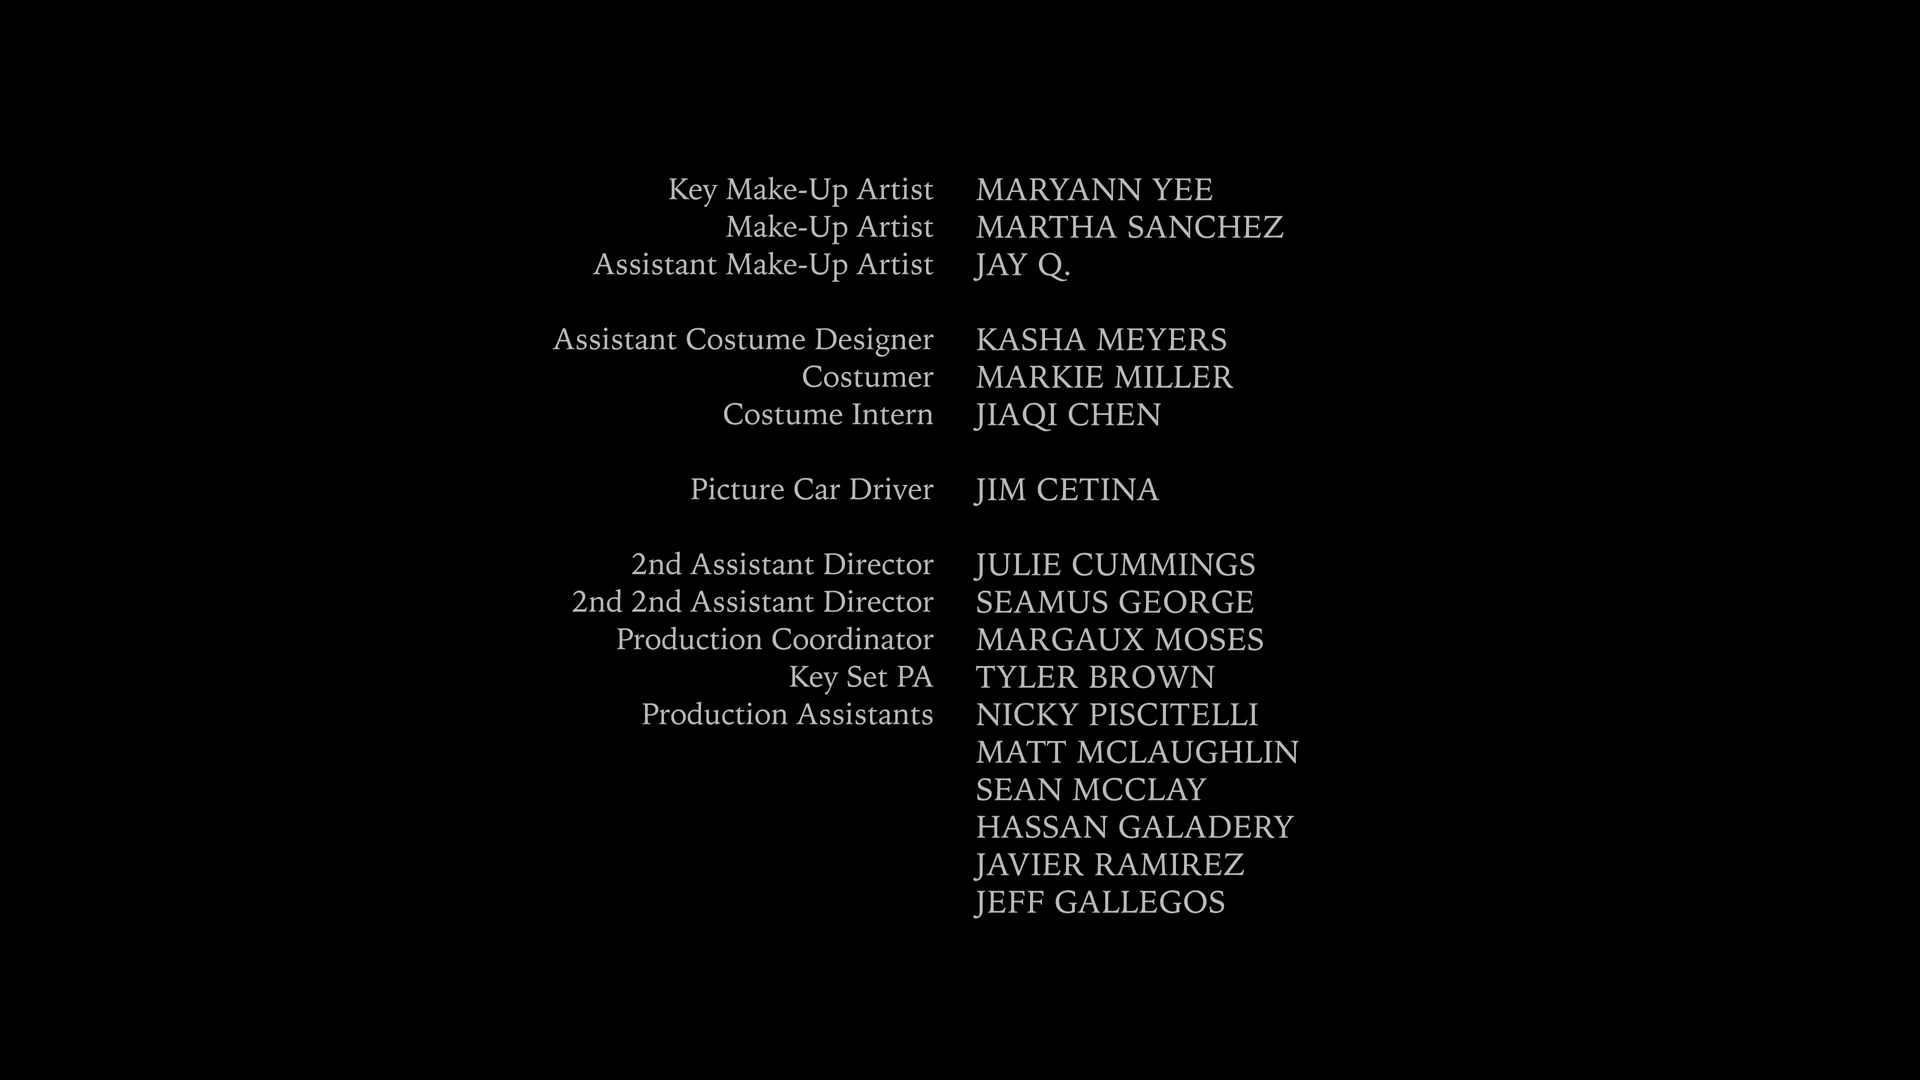 Key Make-Up Artist MARYANN YEE
Make-Up Artist MARTHA SANCHEZ
Assistant Make-Up Artist JAY Q.
Assistant Costume Designer KASHA MEYERS
Costumer MARKIE MILLER
Costume Intern JIAQI CHEN
Picture Car Driver JIM CETINA
2nd Assistant Director JULIE CUMMINGS
2nd 2nd Assistant Director SEAMUS GEORGE
Production Coordinator MARGAUX MOSES
Key Set PA TYLER BROWN
Production Assistants NICKY PISCITELLI
MATT MCLAUGHLIN
SEAN MCCLAY
HASSAN GALADERY
JAVIER RAMIREZ
JEFF GALLEGOS